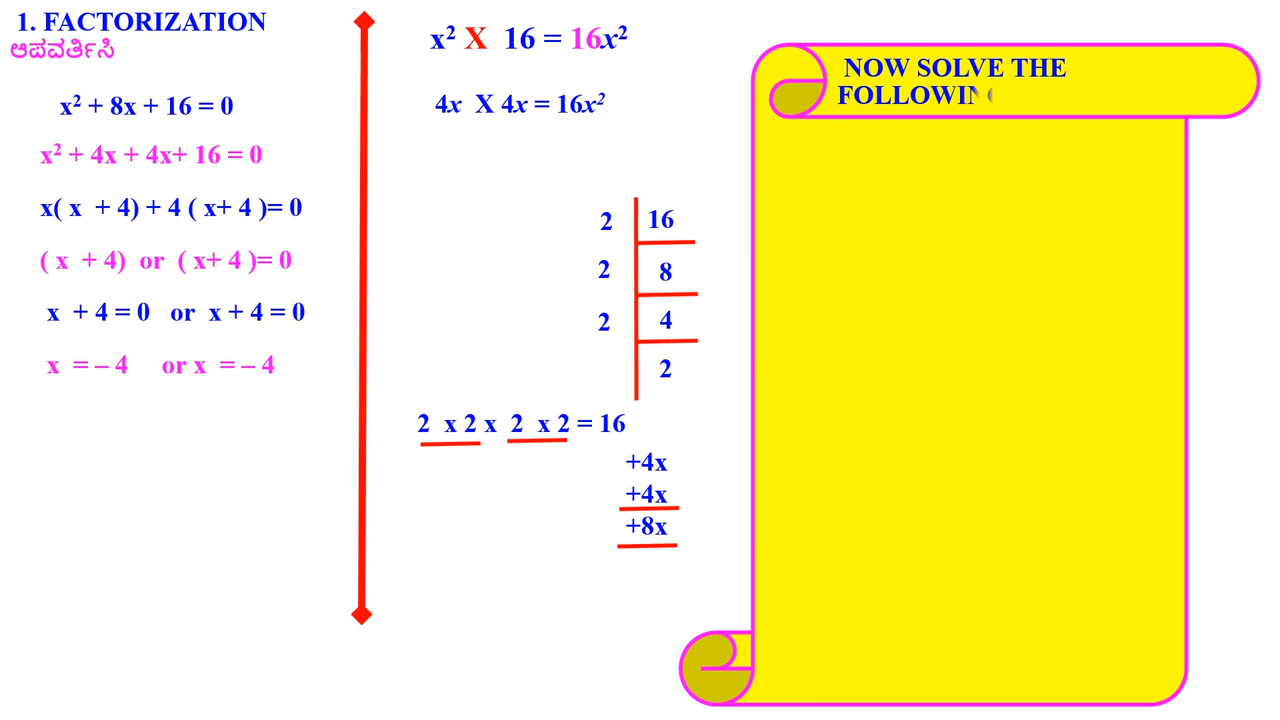 1. FACTORIZATION
ಆಪವರ್ತಿಸಿ
x² + 8x + 16 = 0
x² + 4x + 4x+ 16 = 0
x( x + 4) + 4 ( x+ 4 )= 0
( x + 4) or ( x+ 4 )= 0
x + 4 = 0 or x + 4 = 0
x = – 4 or x = – 4
x² X 16 = 16x²
4x X 4x = 16x²
2 16
2 8
2 4
2
2 x 2 x 2 x 2 = 16
+4x
+4x
+8x
NOW SOLVE THE